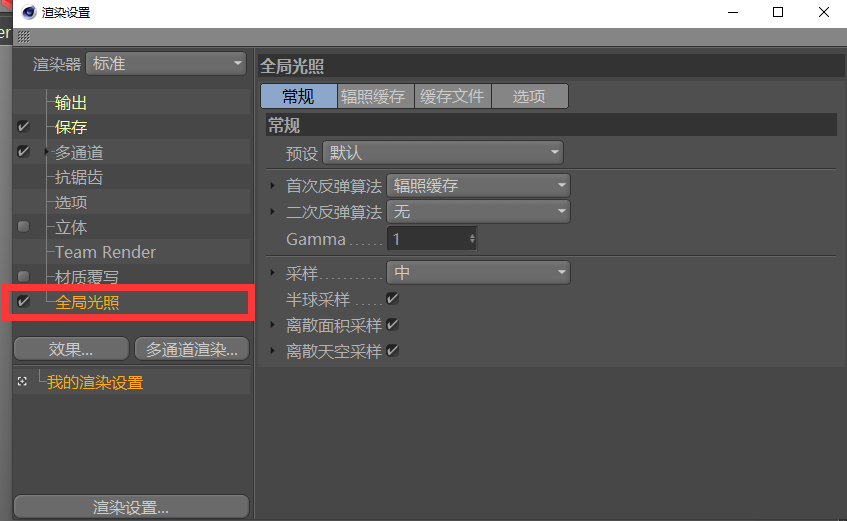 渲染设置
er
渲染器 标准
输出
保存
多通道
抗锯齿
选项
立体
Team Render
材质覆写
全局光照
效果... 多通道渲染...
我的渲染设置
渲染设置...
全局光照
常规 辐照缓存 缓存文件 选项
常规
预设 默认
首次反弹算法 辐照缓存
二次反弹算法 无
Gamma ...... 1
采样 ......... 中
半球采样 .....
离散面积采样
离散天空采样